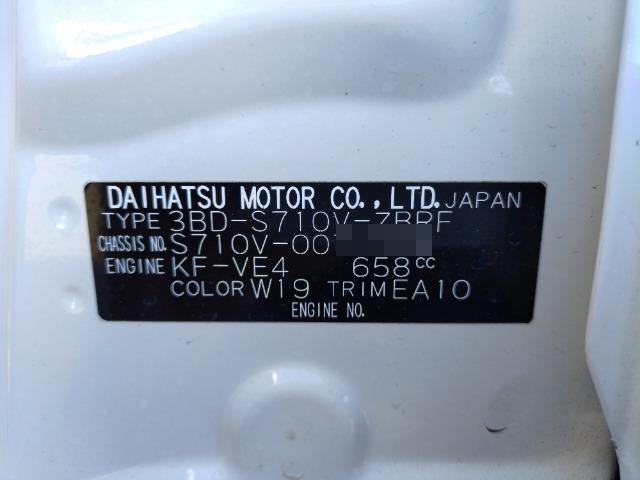 DAIHATSU MOTOR CO.,LTD. JAPAN
TYPE 3BD-S710V-ZBRF
CHASSIS NO. S710V-00
ENGINE KF-VE4 658cc
COLOR W19 TRIM EA10
ENGINE NO.